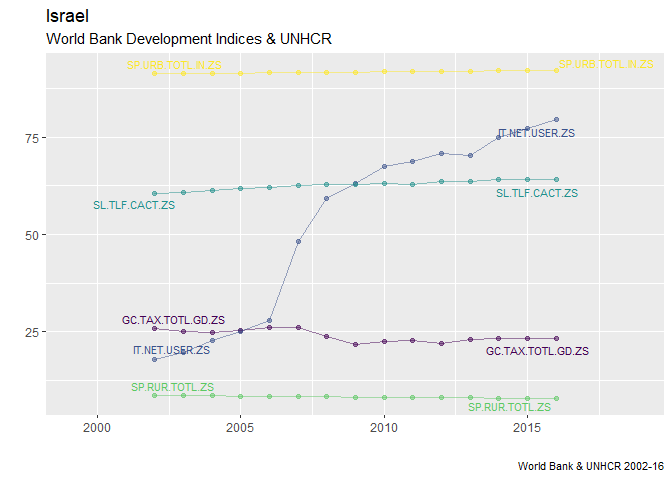 Israel
World Bank Development Indices & UNHCR
SP.URB.TOTL.IN.ZS
SP.URB.TOTL.IN.ZS
75
IT.NET.USER.ZS
SL.TLF.CACT.ZS
SL.TLF.CACT.ZS
50
GC.TAX.TOTL.GD.ZS
25
IT.NET.USER.ZS
GC.TAX.TOTL.GD.ZS
SP.RUR.TOTL.ZS
SP.RUR.TOTL.ZS
2000
2005
2010
2015
World Bank & UNHCR 2002-16